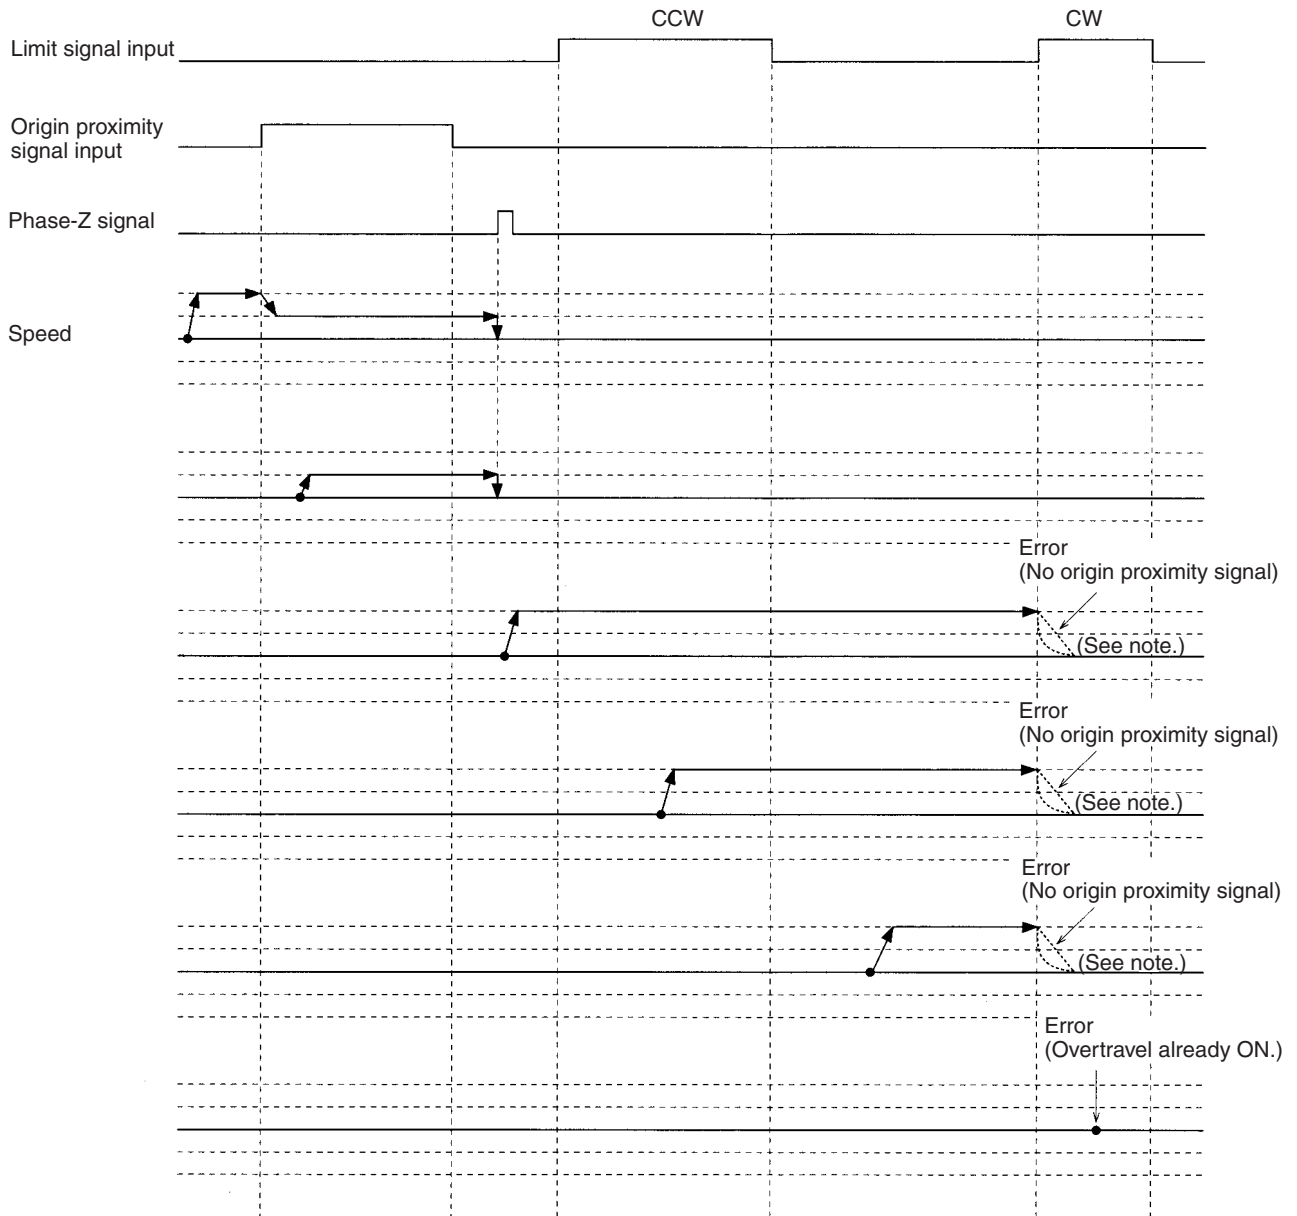 CCW
CW
Limit signal input
Origin proximity
signal input
Phase-Z signal
Speed
Error
(No origin proximity signal)
(See note.)
Error
(No origin proximity signal)
(See note.)
Error
(No origin proximity signal)
(See note.)
Error
(Overtravel already ON.)